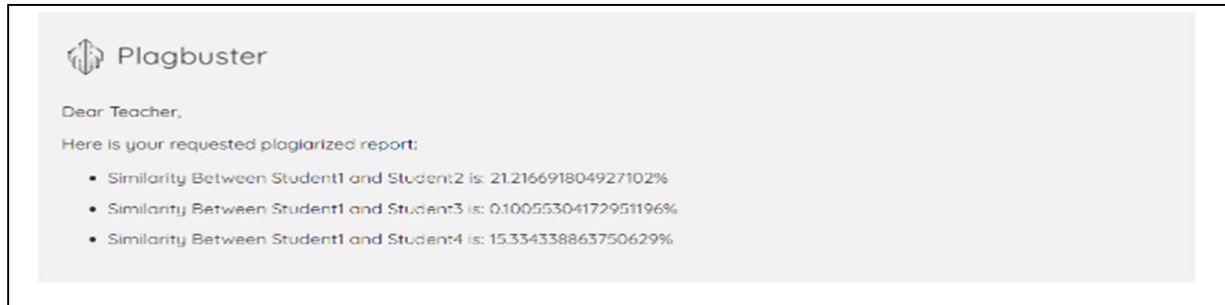 Plagbuster
Dear Teacher,
Here is your requested plagiarized report:
• Similarity Between Student1 and Student2 is: 21.216691804927102%
• Similarity Between Student1 and Student3 is: 0.10055304172951196%
• Similarity Between Student1 and Student4 is: 15.334338863750629%